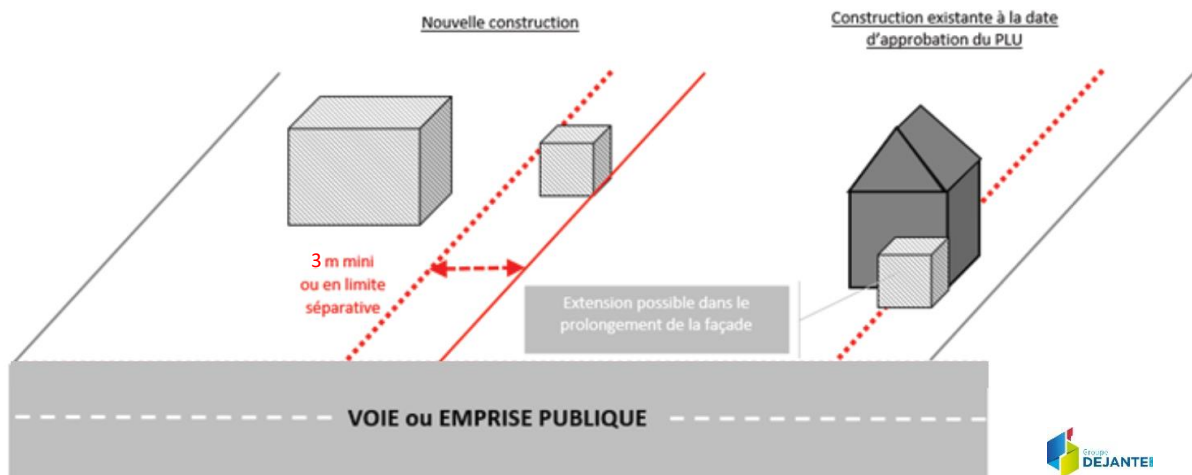 Nouvelle construction
Construction existante à la date
d'approbation du PLU
3 m mini
ou en limite
séparative
Extension possible dans le
prolongement de la façade
VOIE ou EMPRISE PUBLIQUE
Groupe
DEJANTE